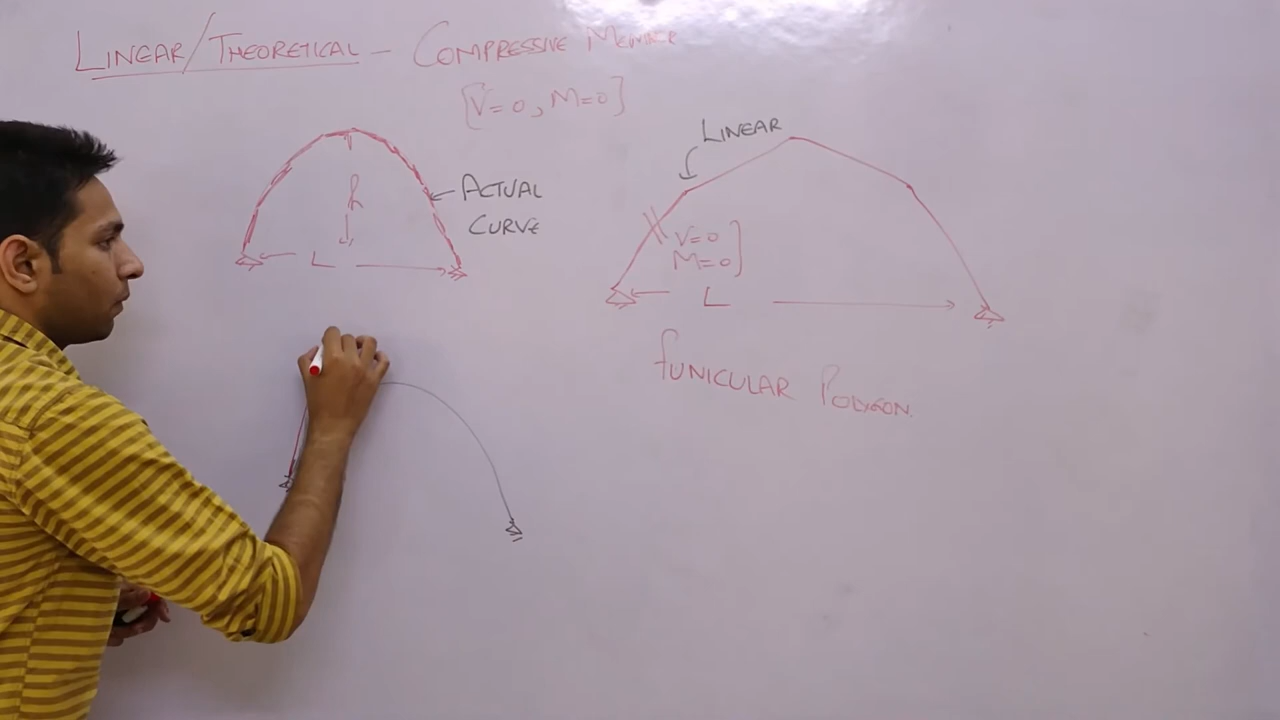 LINEAR/THEORETICAL - COMPRESSIVE MEMBER
[V=0, M=0]
LINEAR
h
ACTUAL
CURVE
L
V=0
M=0]
L
FUNICULAR POLYGON.